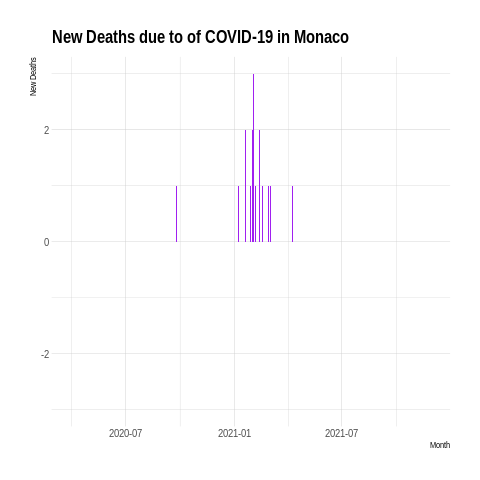 New Deaths due to of COVID-19 in Monaco
New Deaths
2
0
-2
2020-07
2021-01
2021-07
Month